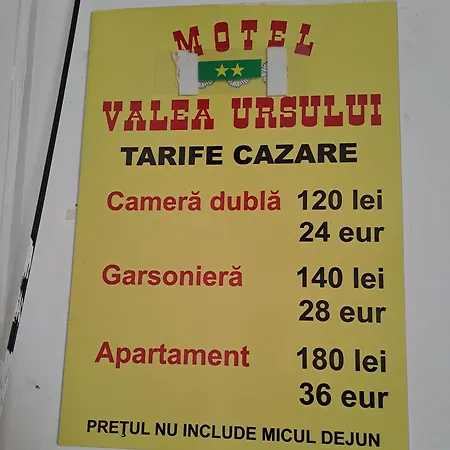 MOTEL
VALEA URSULUI
TARIFE CAZARE
Cameră dublă 120 lei
24 eur
Garsonieră 140 lei
28 eur
Apartament 180 lei
36 eur
PREŢUL NU INCLUDE MICUL DEJUN